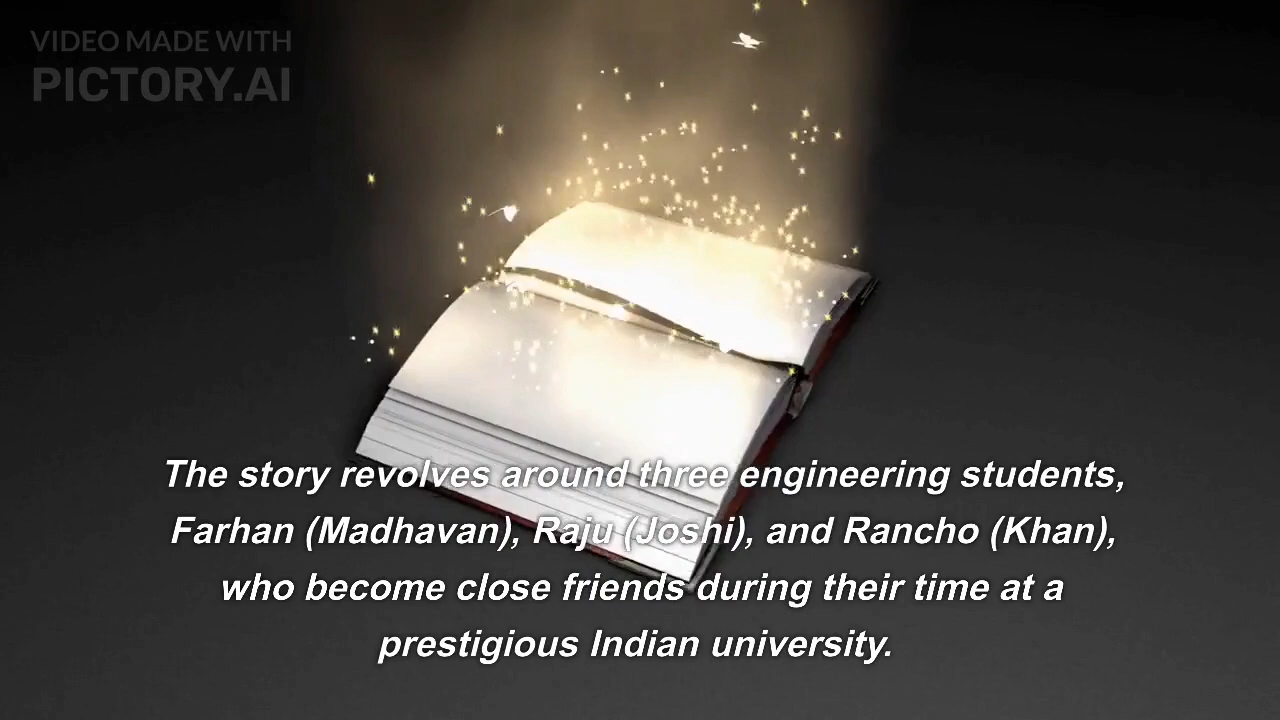 VIDEO MADE WITH
PICTORY.AI
The story revolves around three engineering students,
Farhan (Madhavan), Raju (Joshi), and Rancho (Khan),
who become close friends during their time at a
prestigious Indian university.